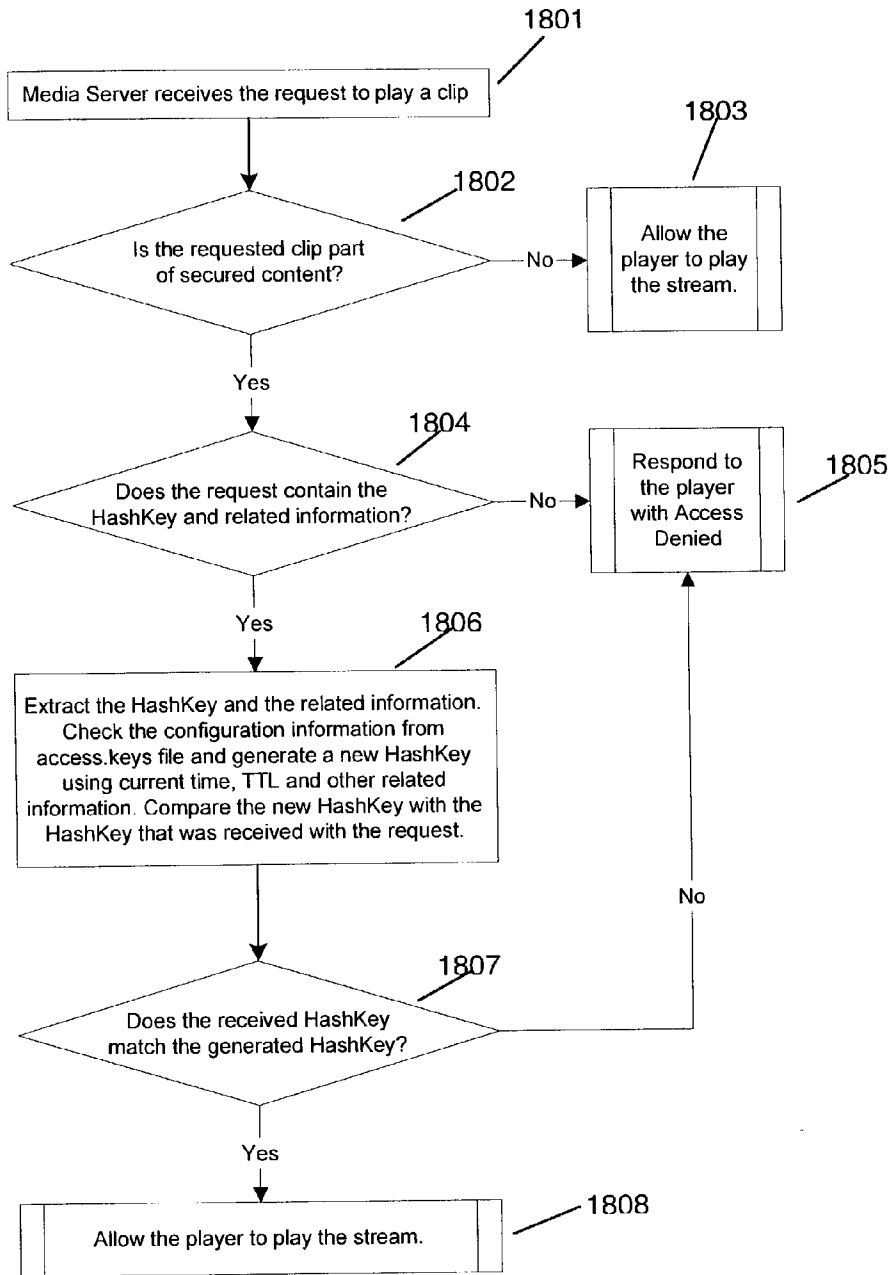 1801
Media Server receives the request to play a clip
1803
1802
Is the requested clip part
of secured content?
No
Allow the
player to play
the stream.
Yes
1804
Does the request contain the
HashKey and related information?
No
Respond to
the player
with Access
Denied
1805
Yes
1806
Extract the HashKey and the related information.
Check the configuration information from
access.keys file and generate a new HashKey
using current time, TTL and other related
information. Compare the new HashKey with the
HashKey that was received with the request.
No
1807
Does the received HashKey
match the generated HashKey?
Yes
1808
Allow the player to play the stream.